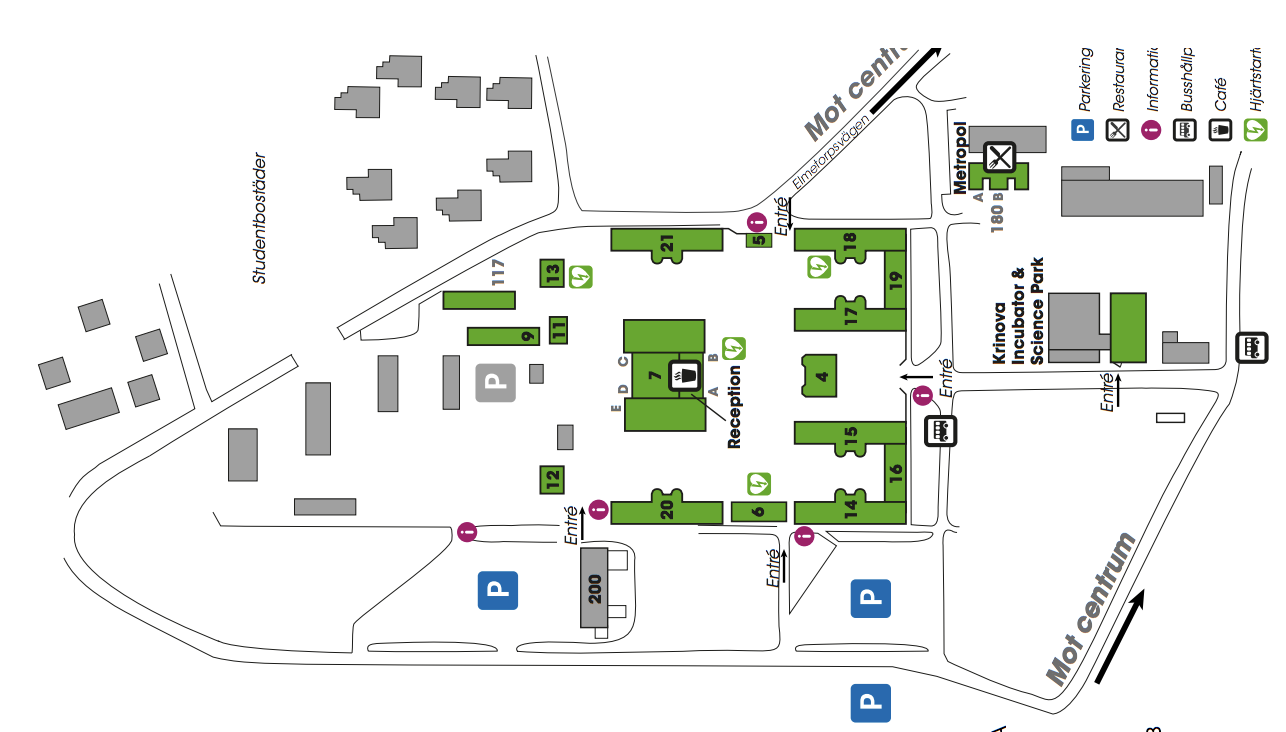 Studentbostäder
117
13
11
9
12
P
21
5
Entré
7
A
B
C
D
E
Reception
20
6
18
19
17
4
15
16
14
Entré
Entré
Entré
Entré
200
P
P
P
Mot centr
Elmetorpsvägen
Metropol
A
B
180
Krinova
Incubator &
Science Park
Mot centrum
P Parkering
Restaurar
i Informati
Busshållp
Café
Hjärtstart
A
B